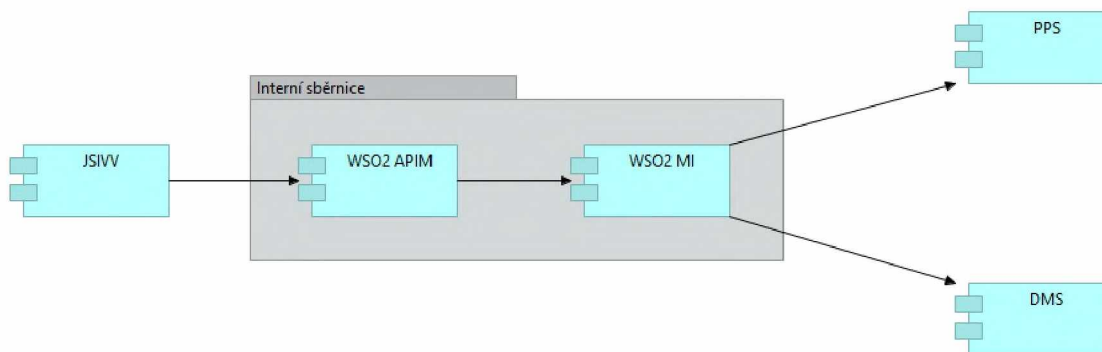 PPS
Interní sběrnice
JSIVV
WSO2 APIM
WSO2 MI
DMS